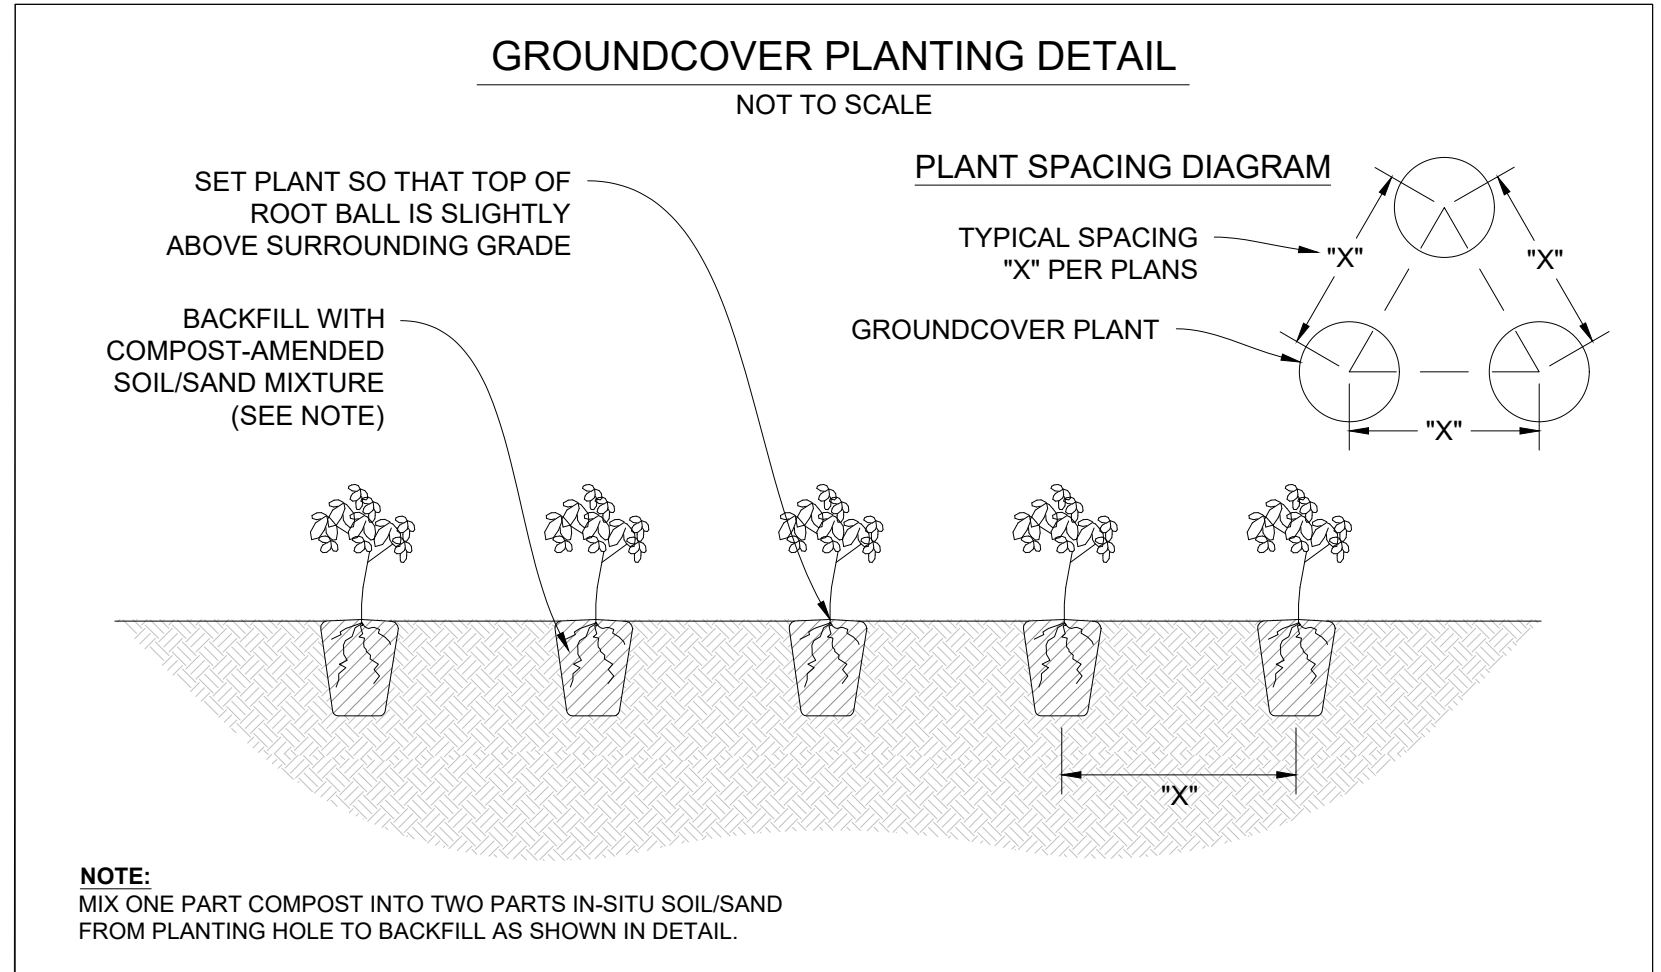 GROUNDCOVER PLANTING DETAIL
NOT TO SCALE
SET PLANT SO THAT TOP OF
ROOT BALL IS SLIGHTLY
ABOVE SURROUNDING GRADE
BACKFILL WITH
COMPOST-AMENDED
SOIL/SAND MIXTURE
(SEE NOTE)
PLANT SPACING DIAGRAM
TYPICAL SPACING
"X" PER PLANS
GROUNDCOVER PLANT
"X"
"X"
"X"
"X"
NOTE:
MIX ONE PART COMPOST INTO TWO PARTS IN-SITU SOIL/SAND
FROM PLANTING HOLE TO BACKFILL AS SHOWN IN DETAIL.